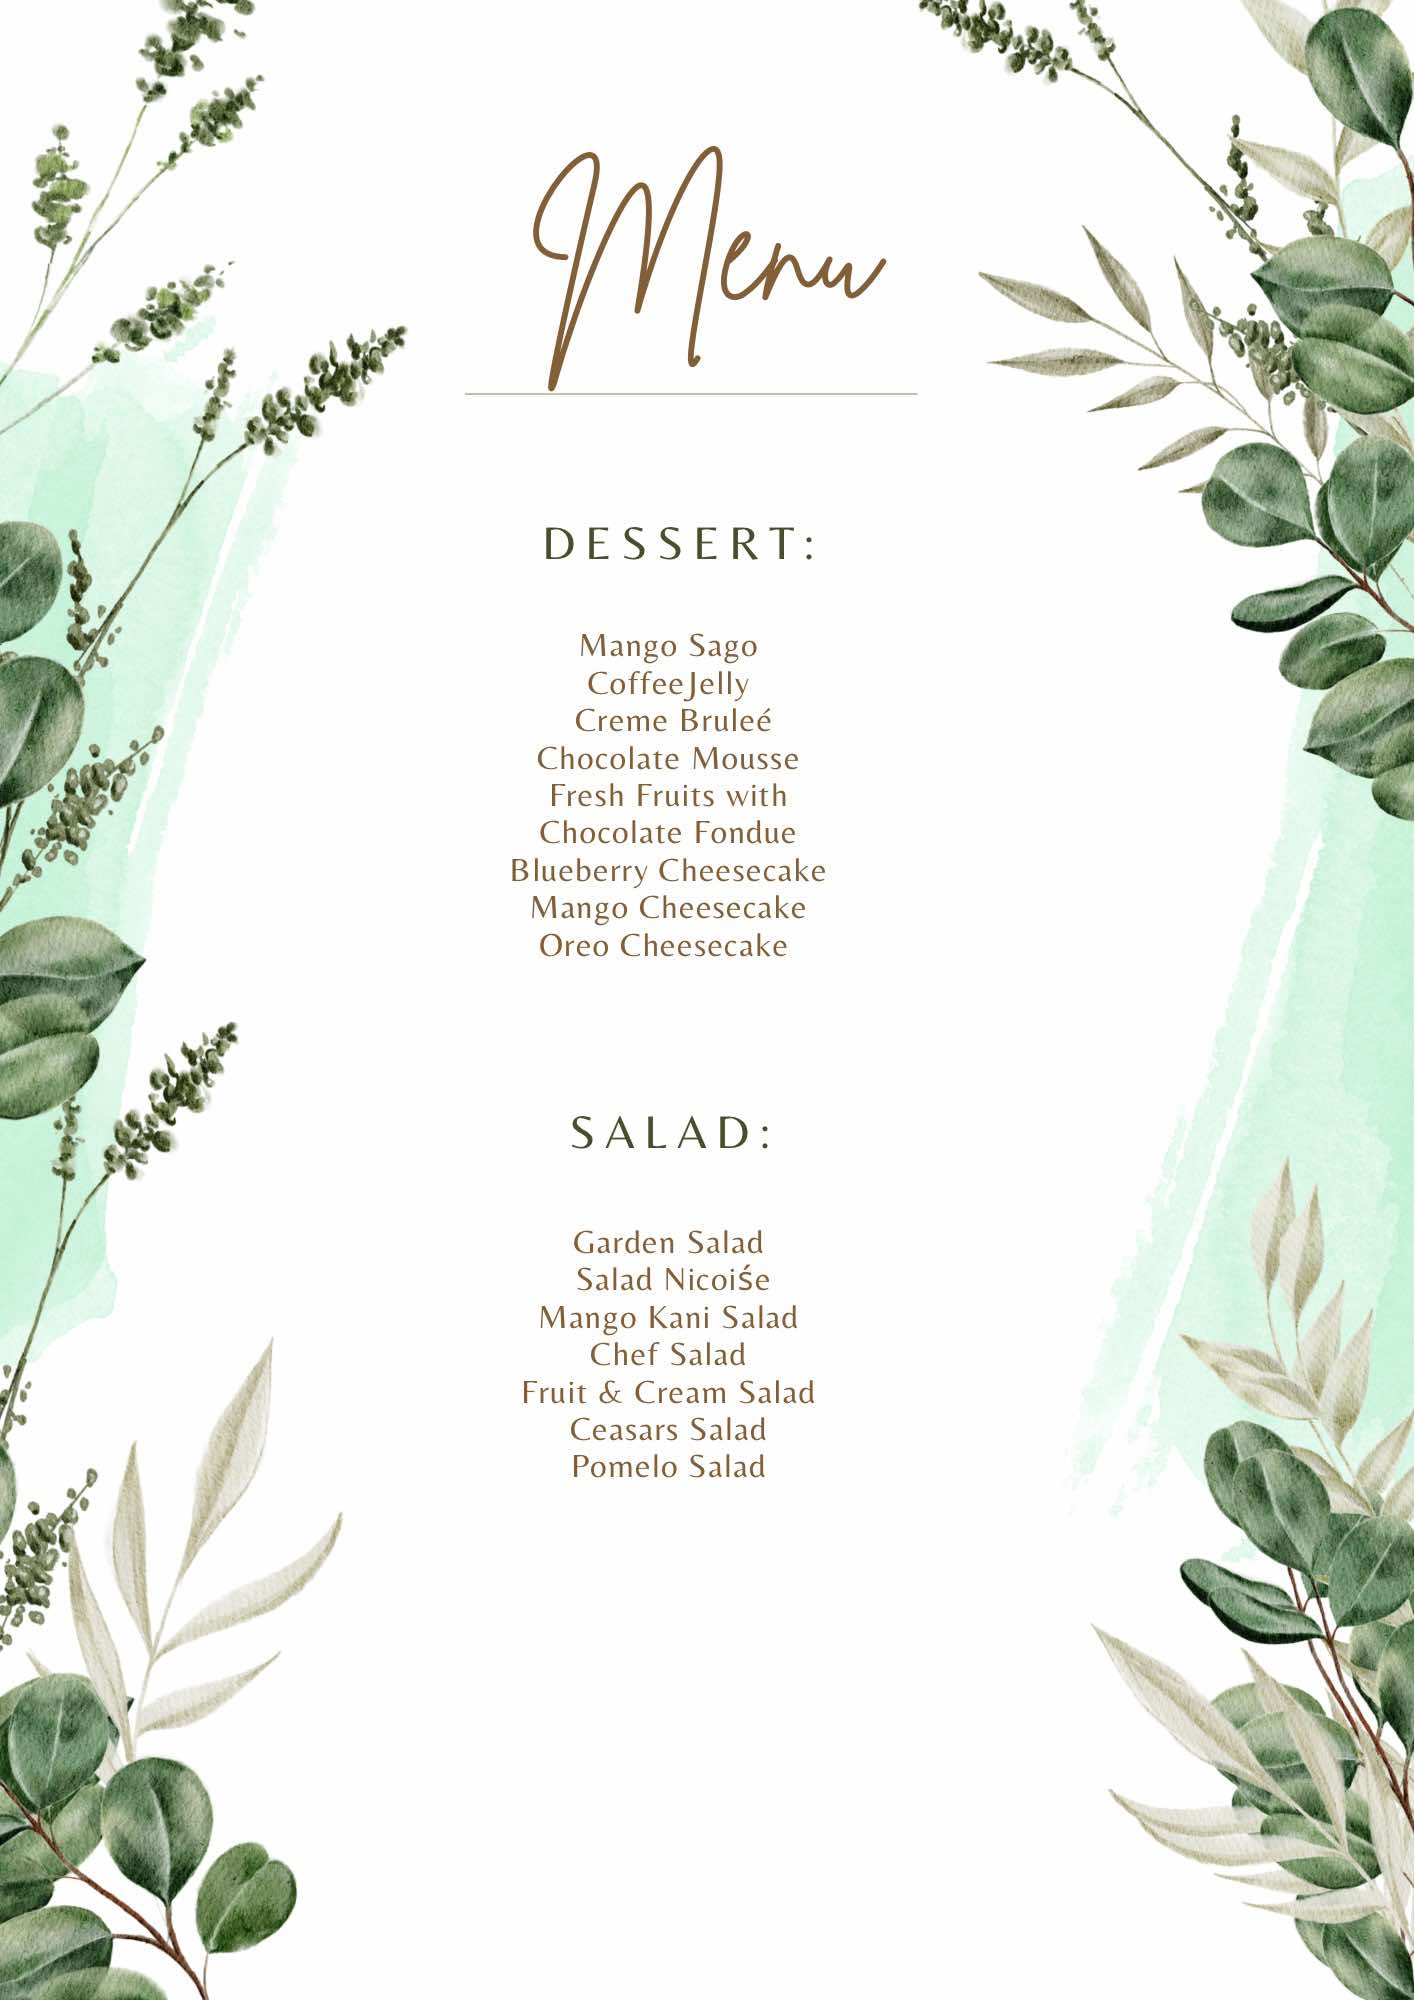 Menu
DESSERT:
Mango Sago
CoffeeJelly
Creme Bruleé
Chocolate Mousse
Fresh Fruits with
Chocolate Fondue
Blueberry Cheesecake
Mango Cheesecake
Oreo Cheesecake
SALAD:
Garden Salad
Salad Nicoiśe
Mango Kani Salad
Chef Salad
Fruit & Cream Salad
Ceasars Salad
Pomelo Salad